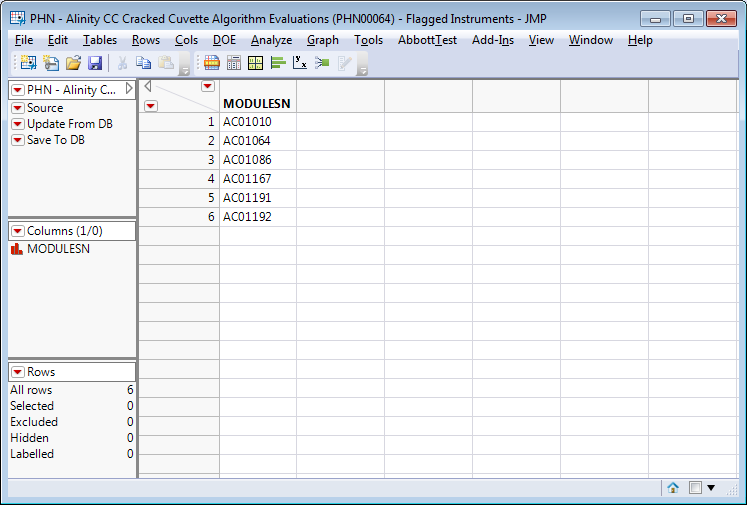 PHN - Alinity CC Cracked Cuvette Algorithm Evaluations (PHN00064) - Flagged Instruments - JMP
File Edit Tables Rows Cols DOE Analyze Graph Tools AbbottTest Add-Ins View Window Help
PHN - Alinity C...
Source
Update From DB
Save To DB
Columns (1/0)
MODULESN
Rows
All rows 6
Selected 0
Excluded 0
Hidden 0
Labelled 0
MODULESN
1 AC01010
2 AC01064
3 AC01086
4 AC01167
5 AC01191
6 AC01192